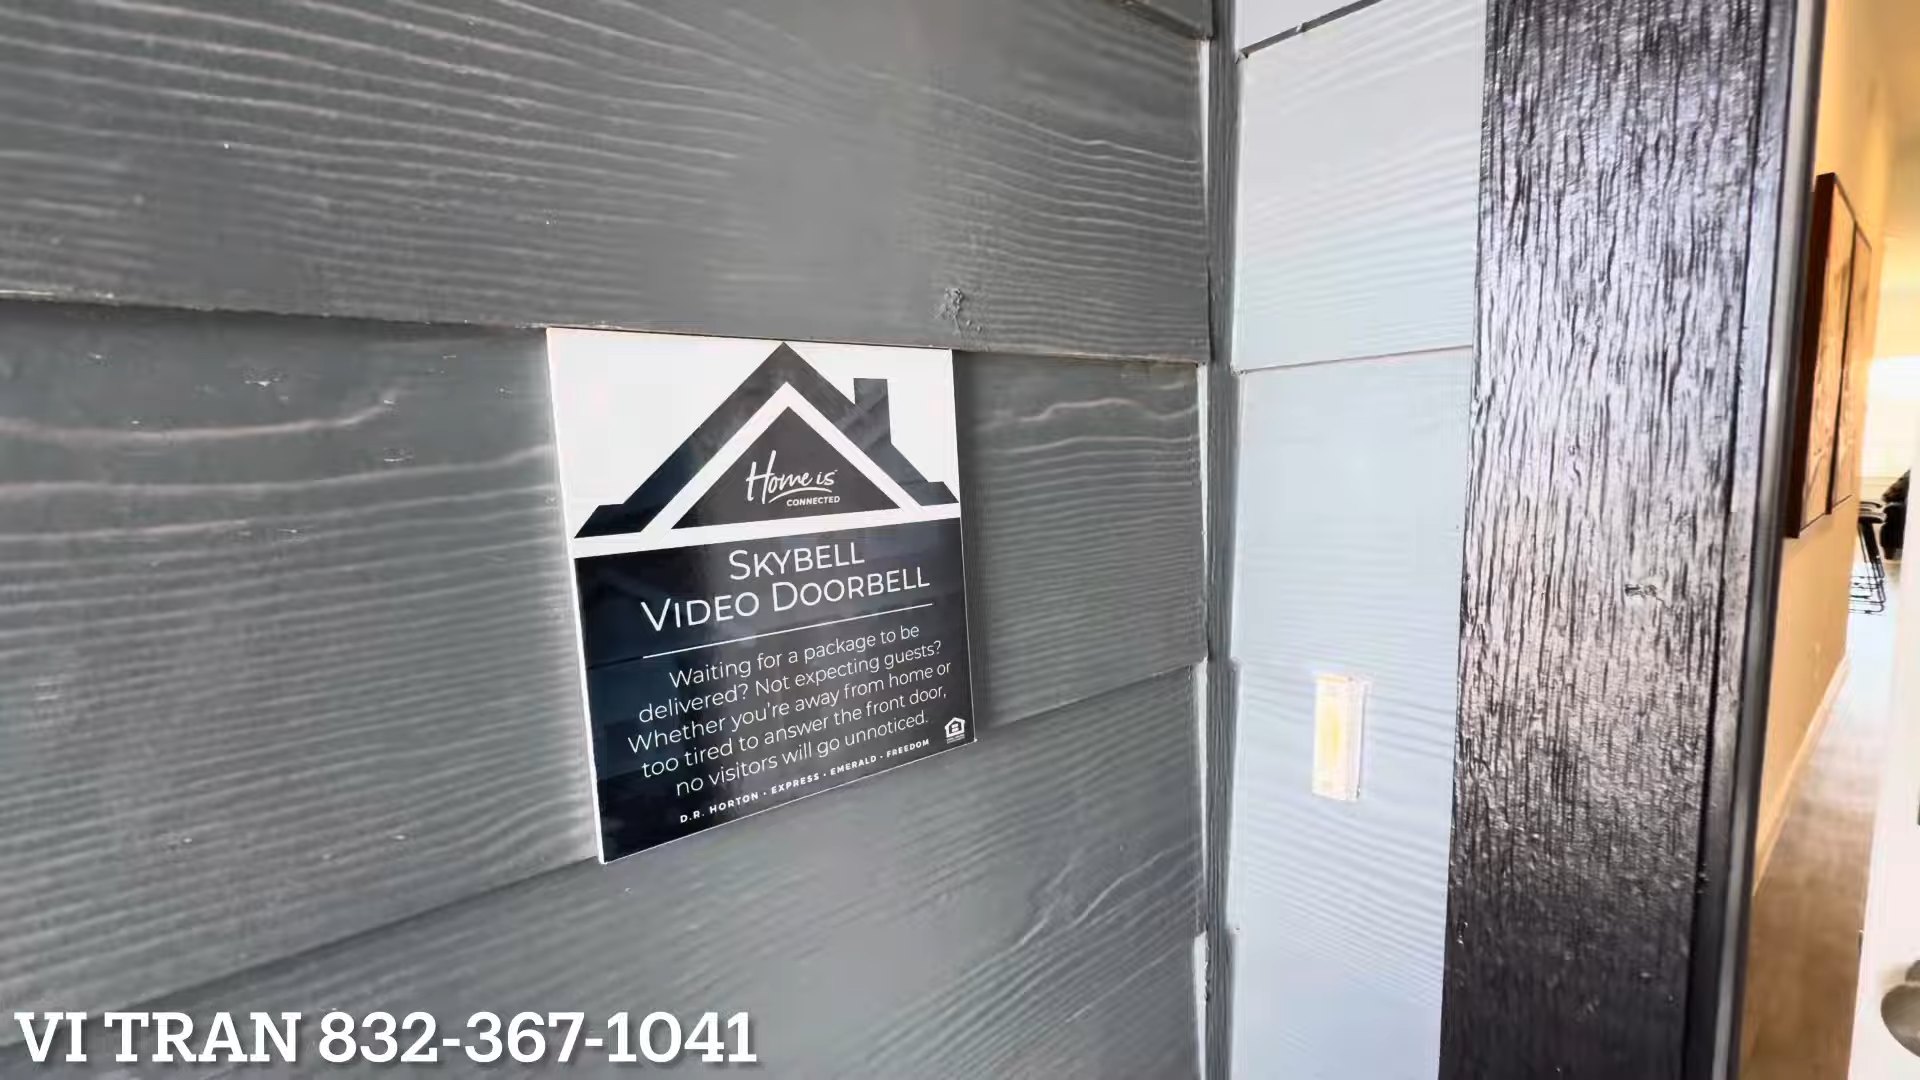 Home is
CONNECTED
SKYBELL
VIDEO DOORBELL
Waiting for a package to be
delivered? Not expecting guests?
Whether you're away from home or
too tired to answer the front door,
no visitors will go unnoticed.
D.R. HORTON · EXPRESS · EMERALD · FREEDOM
VI TRAN 832-367-1041